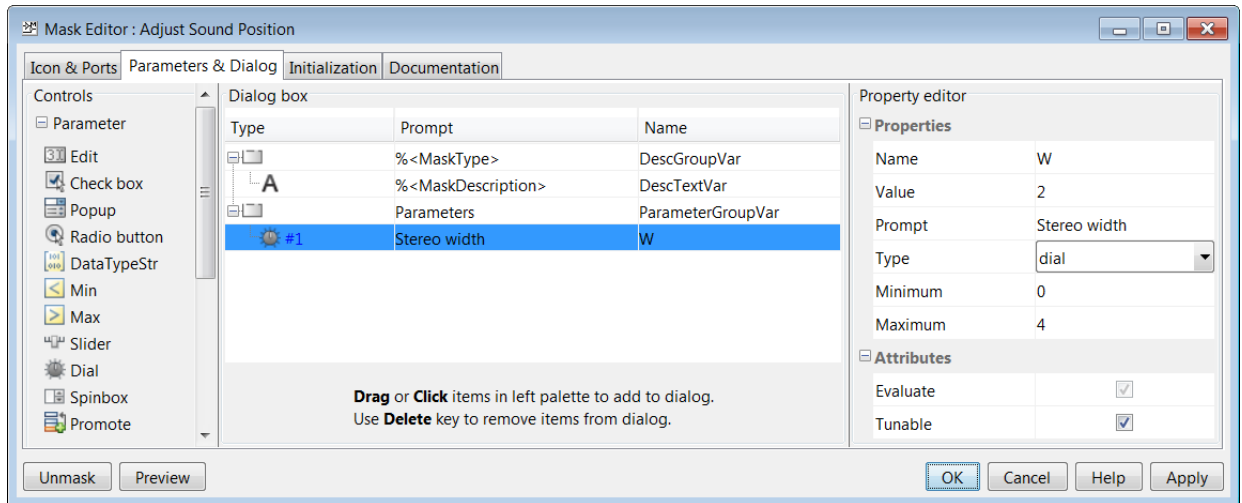 Mask Editor : Adjust Sound Position
Icon & Ports Parameters & Dialog Initialization Documentation
Controls
Parameter
Edit
Check box
Popup
Radio button
DataTypeStr
Min
Max
Slider
Dial
Spinbox
Promote
Dialog box
Type Prompt Name
%<MaskType> DescGroupVar
A %<MaskDescription> DescTextVar
Parameters ParameterGroupVar
#1 Stereo width W
Drag or Click items in left palette to add to dialog.
Use Delete key to remove items from dialog.
Property editor
Properties
Name W
Value 2
Prompt Stereo width
Type dial
Minimum 0
Maximum 4
Attributes
Evaluate
Tunable
Unmask Preview OK Cancel Help Apply